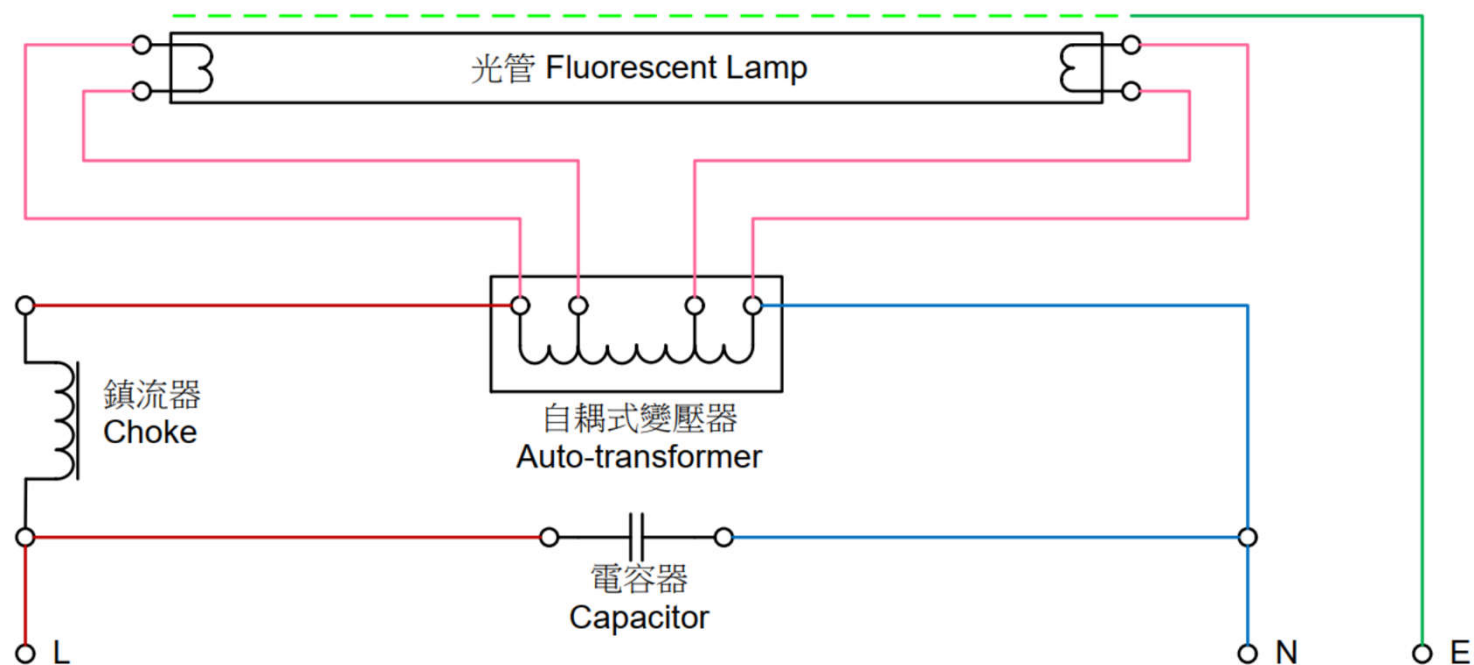 光管 Fluorescent Lamp
鎮流器
Choke
自耦式變壓器
Auto-transformer
電容器
Capacitor
L
N
E